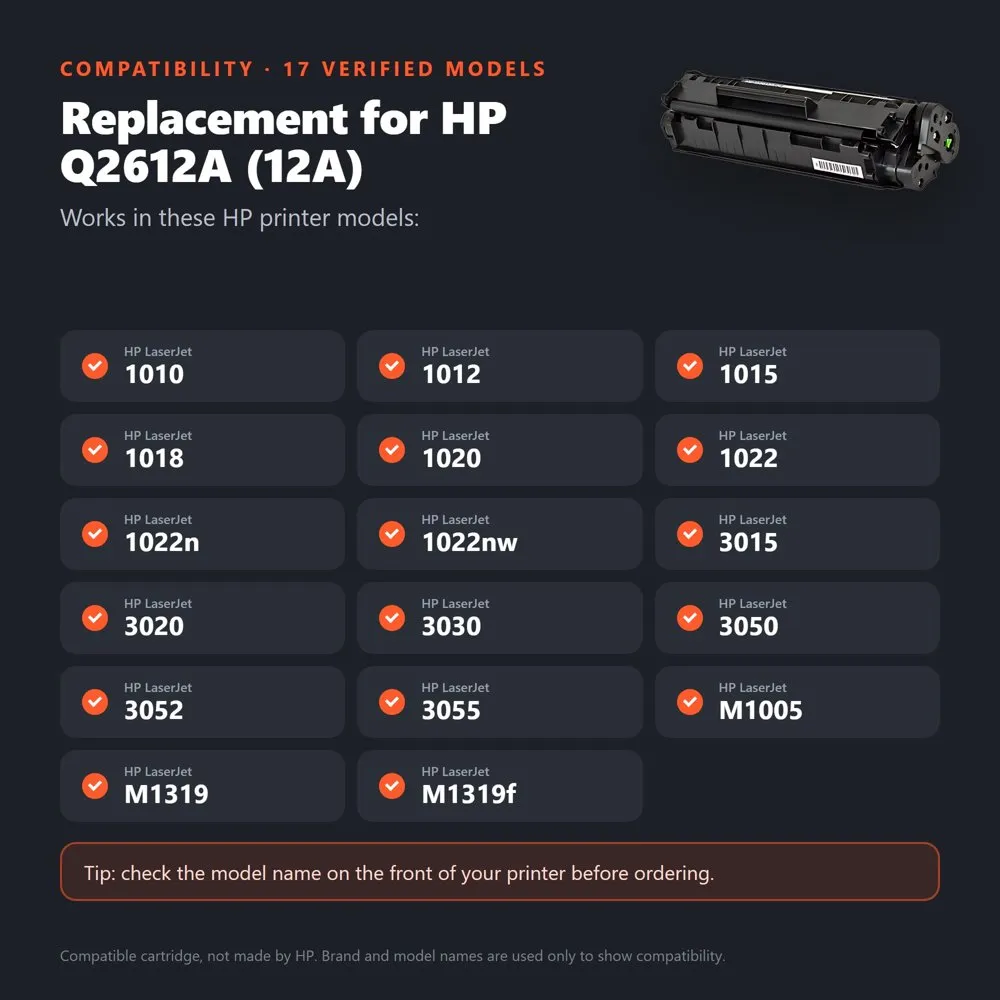 COMPATIBILITY · 17 VERIFIED MODELS
Replacement for HP
Q2612A (12A)
Works in these HP printer models:
HP LaserJet
1010
HP LaserJet
1012
HP LaserJet
1015
HP LaserJet
1018
HP LaserJet
1020
HP LaserJet
1022
HP LaserJet
1022n
HP LaserJet
1022nw
HP LaserJet
3015
HP LaserJet
3020
HP LaserJet
3030
HP LaserJet
3050
HP LaserJet
3052
HP LaserJet
3055
HP LaserJet
M1005
HP LaserJet
M1319
HP LaserJet
M1319f
Tip: check the model name on the front of your printer before ordering.
Compatible cartridge, not made by HP. Brand and model names are used only to show compatibility.